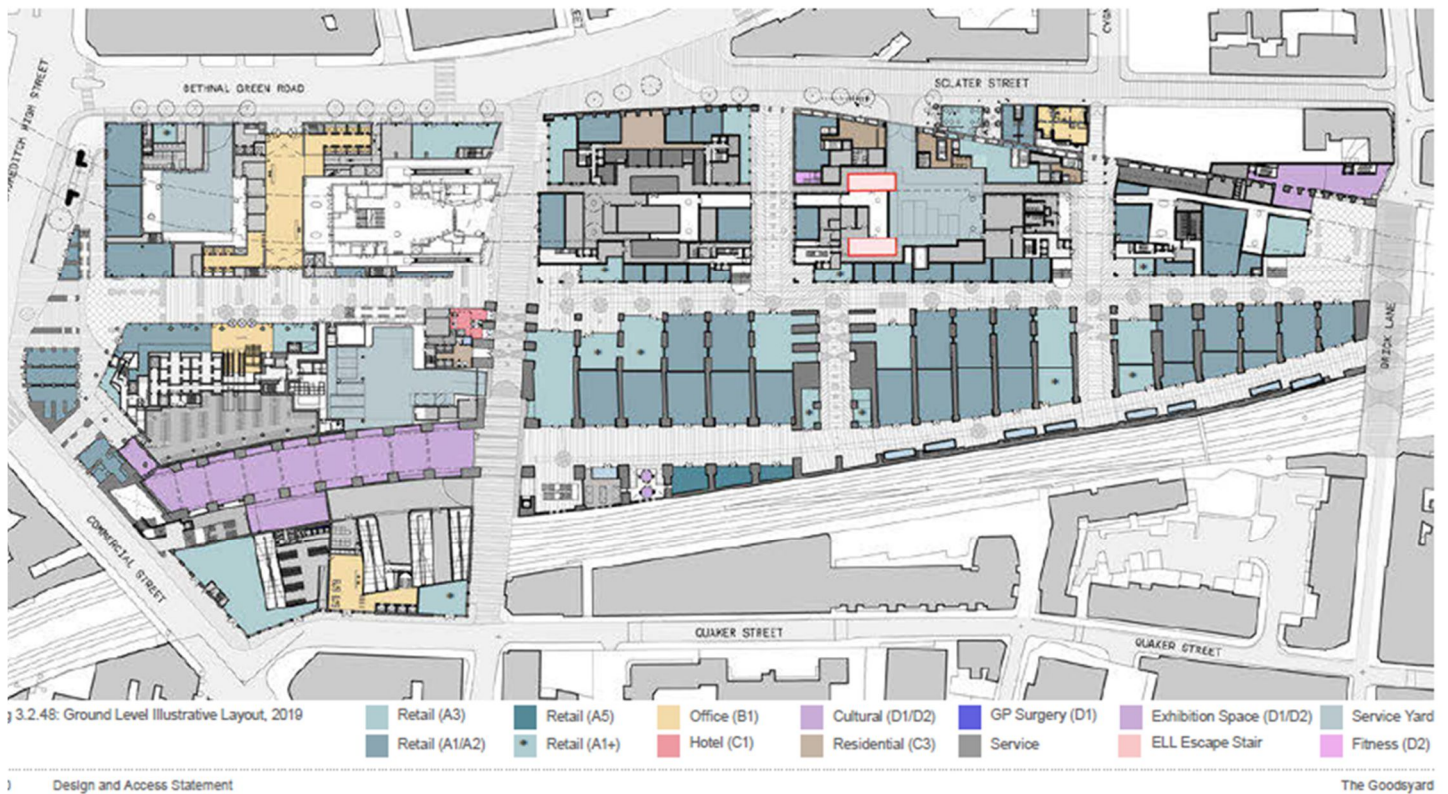 BETHNAL GREEN ROAD
SCLATER STREET
BRICK LANE
COMMERCIAL STREET
QUAKER STREET
QUAKER STREET
g 3.2.48: Ground Level Illustrative Layout, 2019
Retail (A3)
Retail (A5)
Office (B1)
Cultural (D1/D2)
GP Surgery (D1)
Exhibition Space (D1/D2)
Service Yard
Retail (A1/A2)
Retail (A1+)
Hotel (C1)
Residential (C3)
Service
ELL Escape Stair
Fitness (D2)
Design and Access Statement
The Goodsyard